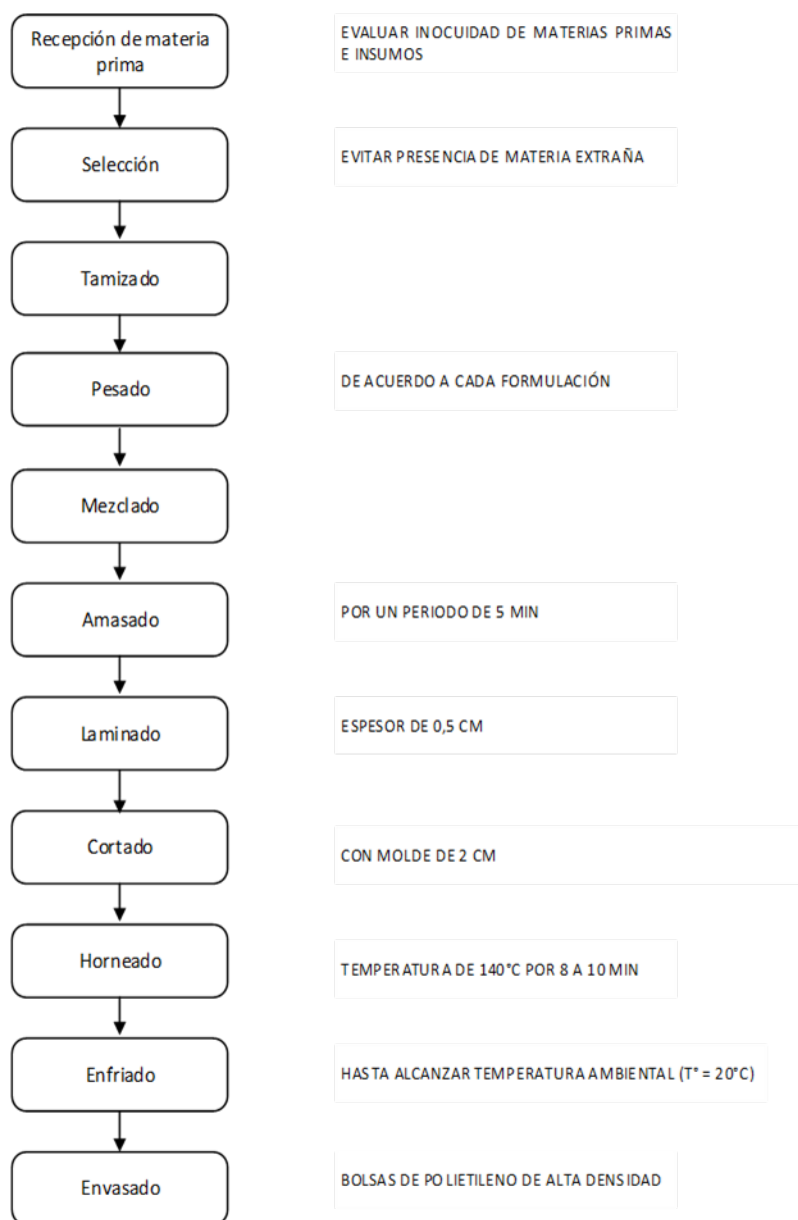 Recepción de materia
prima
EVALUAR INOCUIDAD DE MATERIAS PRIMAS
E INSUMOS
Selección
EVITAR PRESENCIA DE MATERIA EXTRAÑA
Tamizado
Pesado
DE ACUERDO A CADA FORMULACIÓN
Mezclado
Amasado
POR UN PERIODO DE 5 MIN
Laminado
ESPESOR DE 0,5 CM
Cortado
CON MOLDE DE 2 CM
Horneado
TEMPERATURA DE 140°C POR 8 A 10 MIN
Enfriado
HASTA ALCANZAR TEMPERATURA AMBIENTAL (T° = 20°C)
Envasado
BOLSAS DE POLIETILENO DE ALTA DENSIDAD